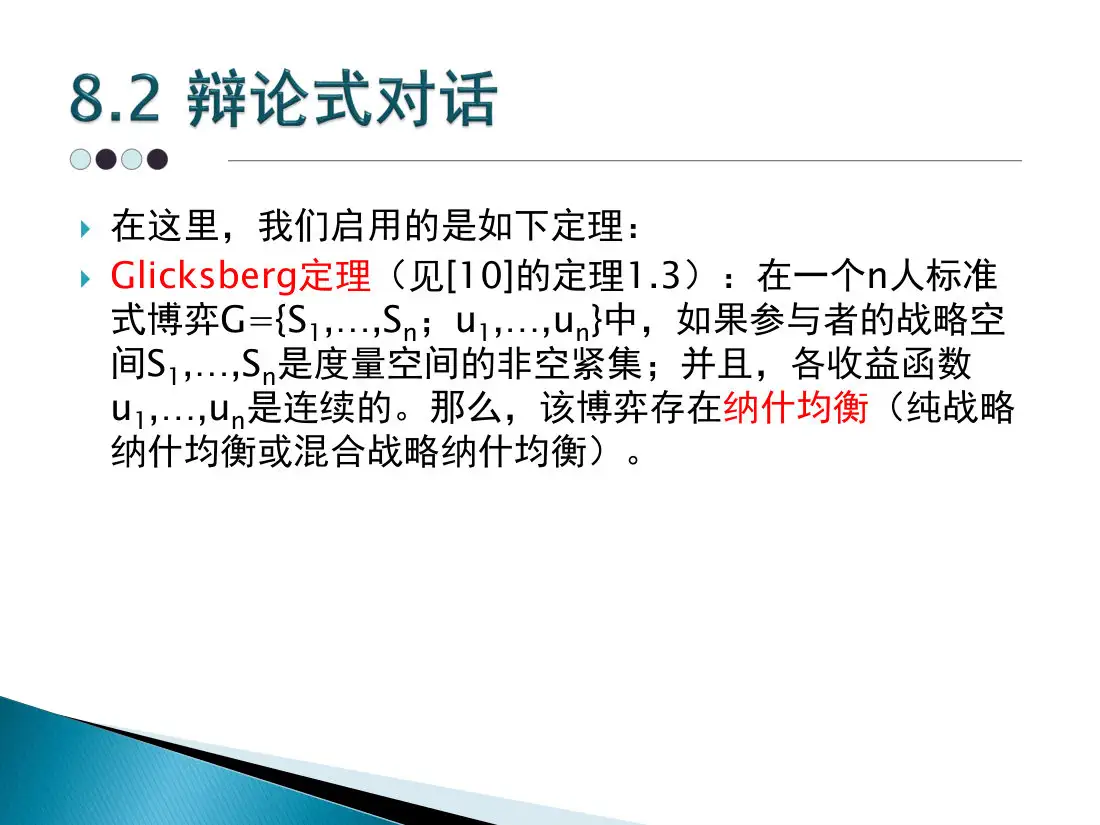 8.2 辩论式对话
在这里，我们启用的是如下定理：
Glicksberg定理（见[10]的定理1.3）：在一个n人标准
式博弈G={S1,…,Sn；u1,…,un}中，如果参与者的战略空
间S1,…,Sn是度量空间的非空紧集；并且，各收益函数
u1,…,un是连续的。那么，该博弈存在纳什均衡（纯战略
纳什均衡或混合战略纳什均衡）。